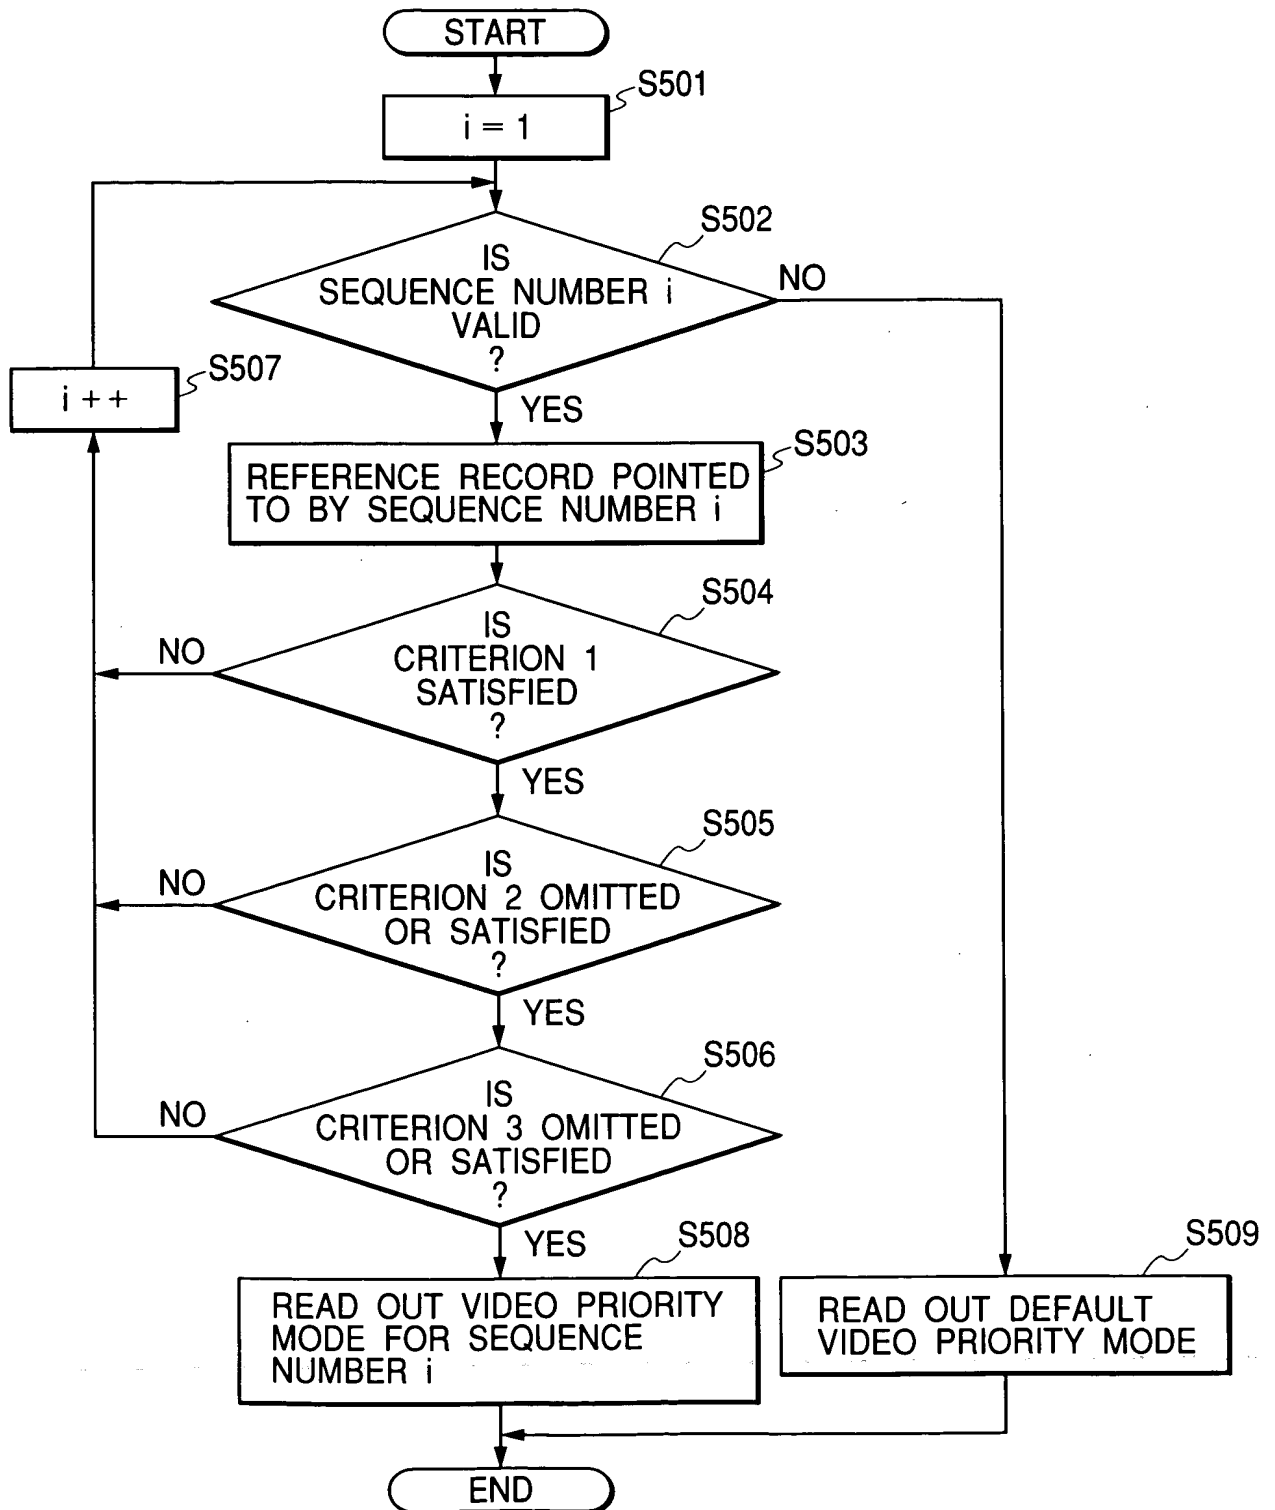 START
S501
i = 1
S502
IS
SEQUENCE NUMBER i
VALID
?
NO
S507
i + +
YES
S503
REFERENCE RECORD POINTED
TO BY SEQUENCE NUMBER i
S504
IS
CRITERION 1
SATISFIED
?
NO
YES
S505
IS
CRITERION 2 OMITTED
OR SATISFIED
?
NO
YES
S506
IS
CRITERION 3 OMITTED
OR SATISFIED
?
NO
YES
S508
READ OUT VIDEO PRIORITY
MODE FOR SEQUENCE
NUMBER i
S509
READ OUT DEFAULT
VIDEO PRIORITY MODE
END